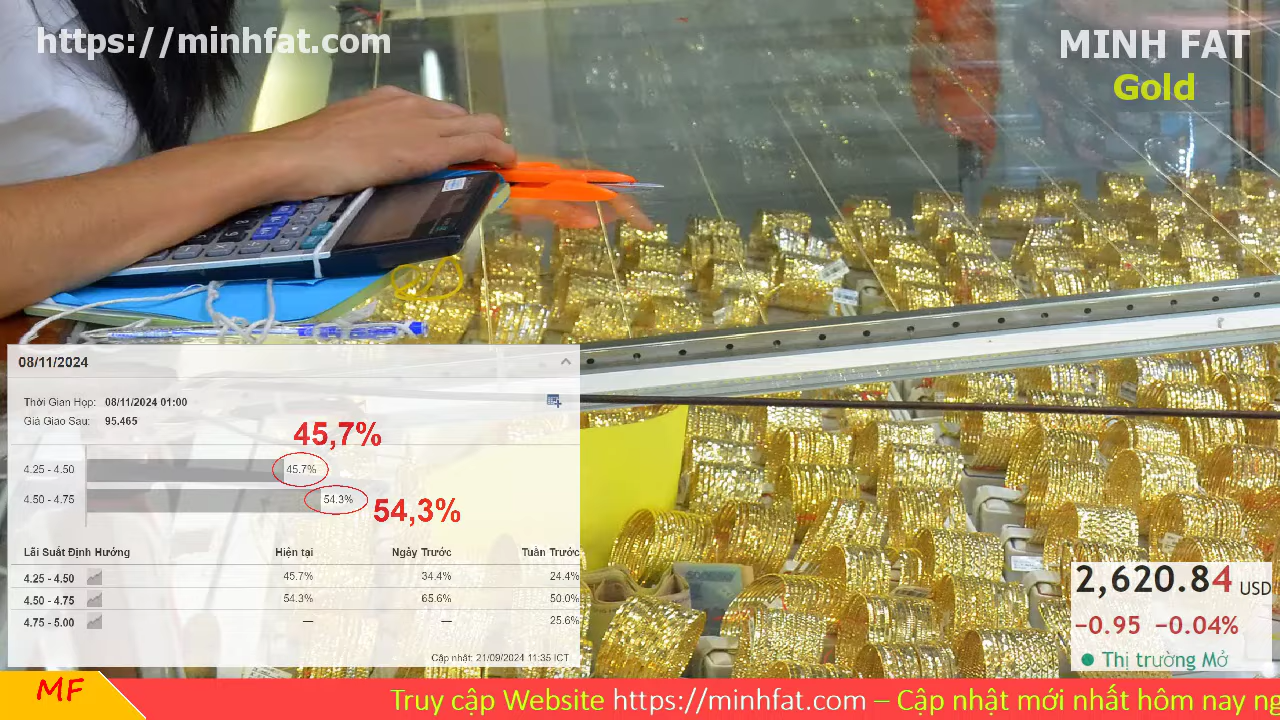 https://minhfat.com
MINH FAT
Gold
08/11/2024
Thời Gian Họp: 08/11/2024 01:00
Giá Giao Sau: 95.465
45,7%
4.25 - 4.50 45.7%
4.50 - 4.75 54.3%
54,3%
Lãi Suất Định Hướng Hiện tại Ngày Trước Tuần Trước
4.25 - 4.50 45.7% 34.4% 24.4%
4.50 - 4.75 54.3% 65.6% 50.0%
4.75 - 5.00 — — 25.6%
Cập nhật: 21/09/2024 11:35 ICT
2,620.84 USD
−0.95 −0.04%
Thị trường Mở
MF
Truy cập Website https://minhfat.com – Cập nhật mới nhất hôm nay ng